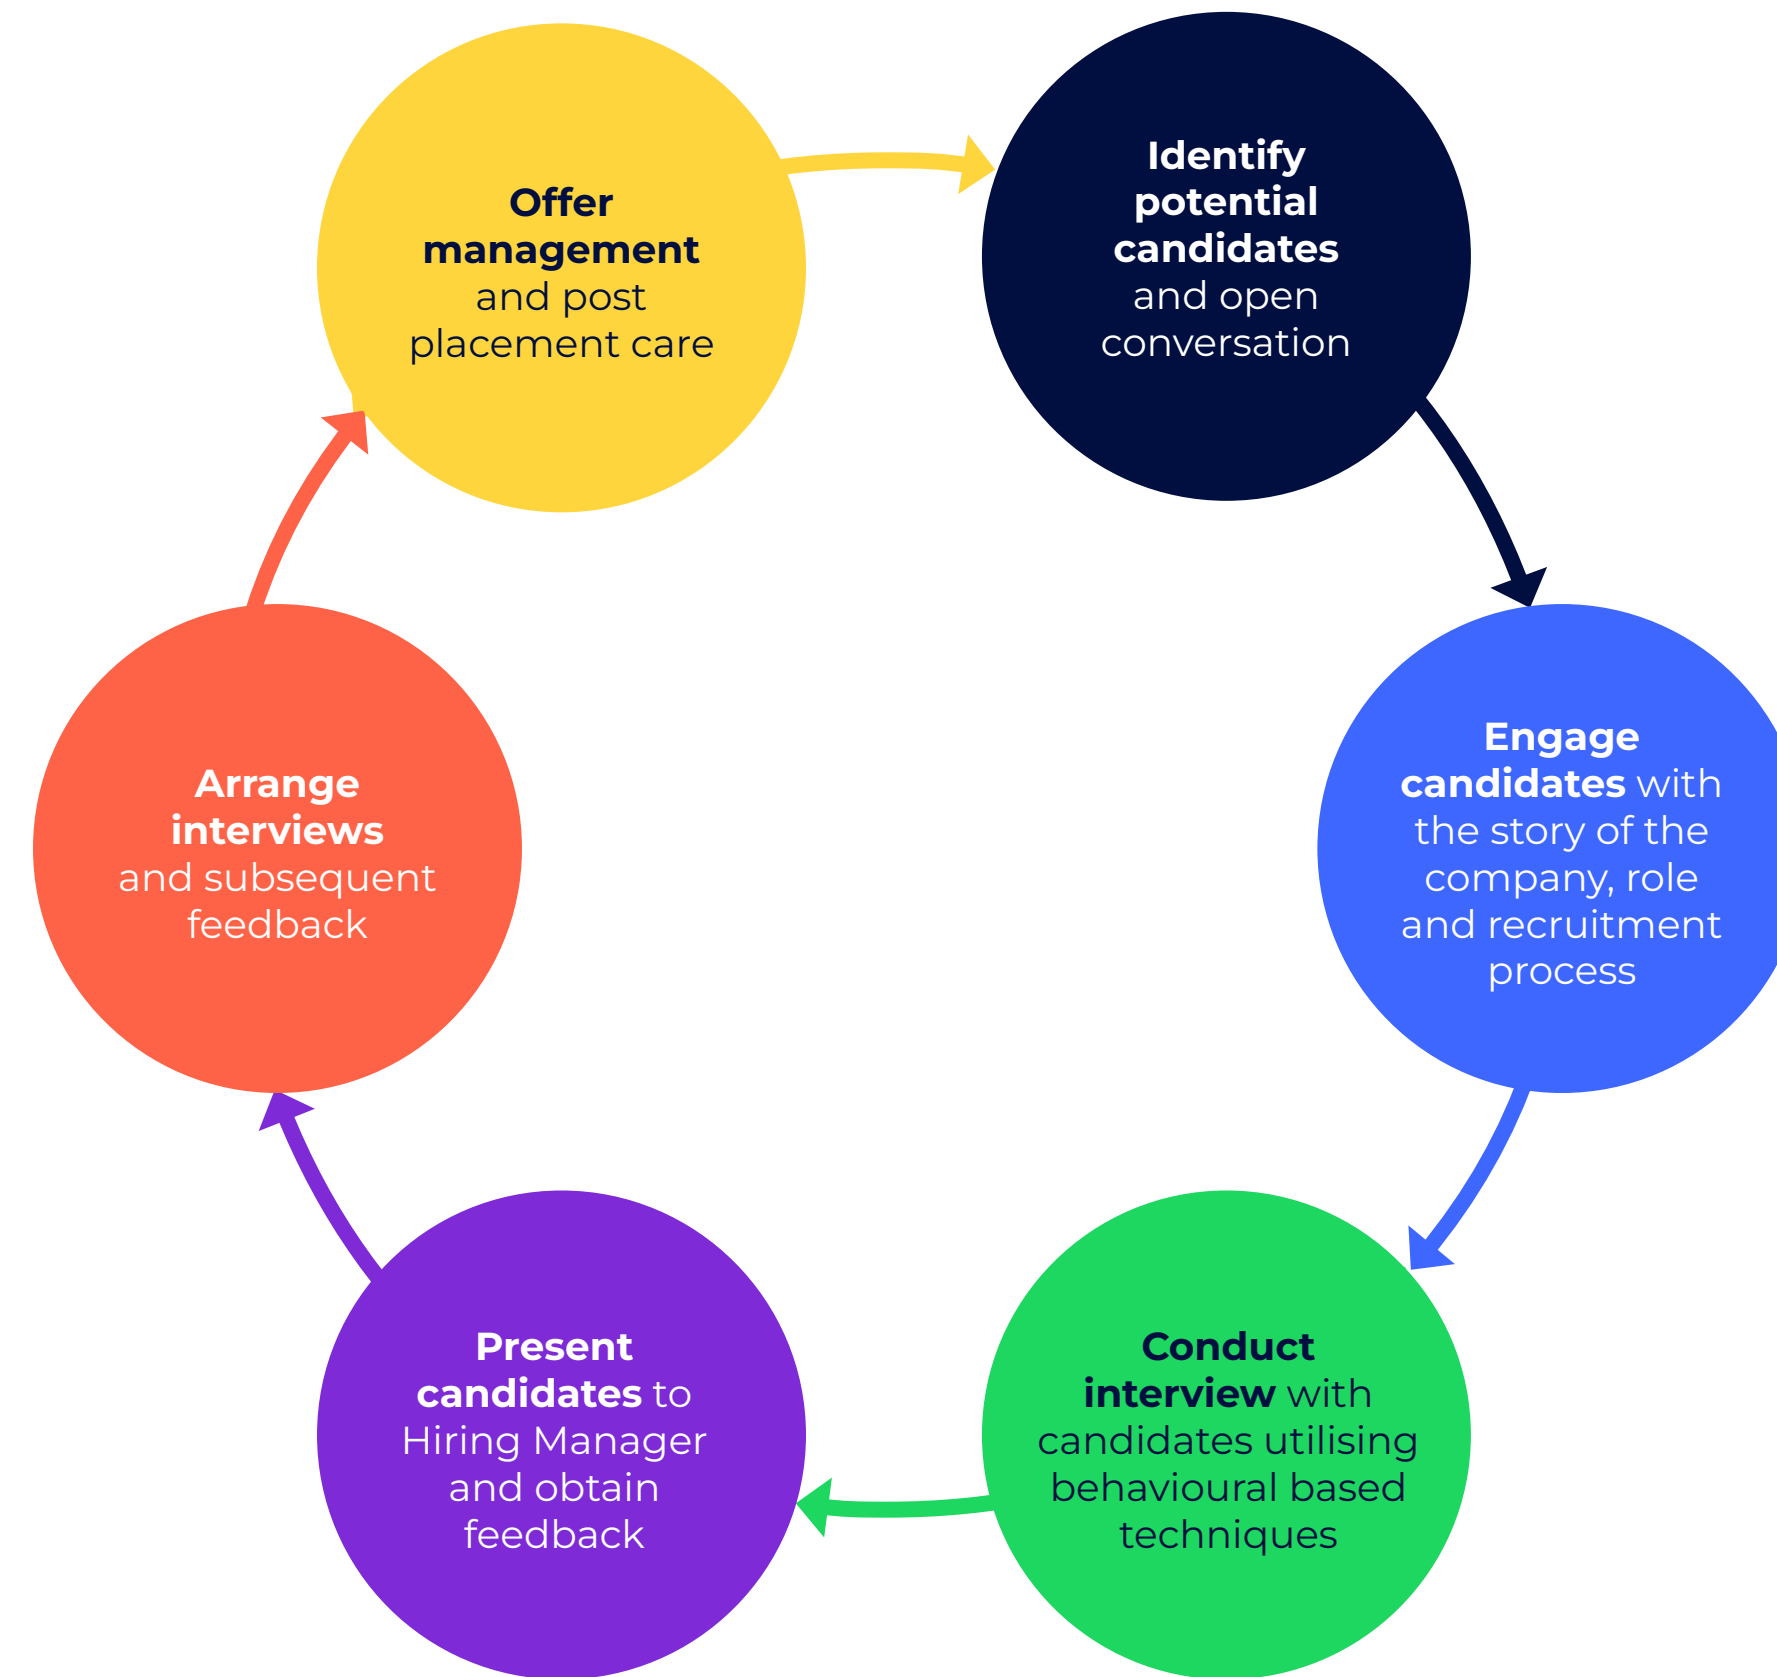 Offer
management
and post
placement care
Identify
potential
candidates
and open
conversation
Engage
candidates with
the story of the
company, role
and recruitment
process
Conduct
interview with
candidates utilising
behavioural based
techniques
Present
candidates to
Hiring Manager
and obtain
feedback
Arrange
interviews
and subsequent
feedback